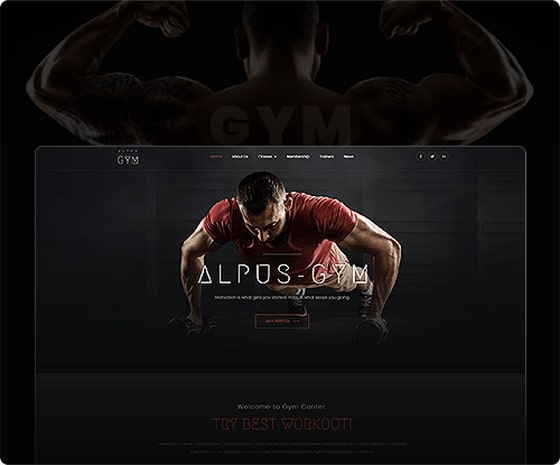 GYM
ALPUS
GYM
Home About Us Classes Membership Trainers News
ALPUS-GYM
Motivation is what gets you started. Habit is what keeps you going.
Join With Us
Welcome to Gym Center.
TRY BEST WORKOUT!